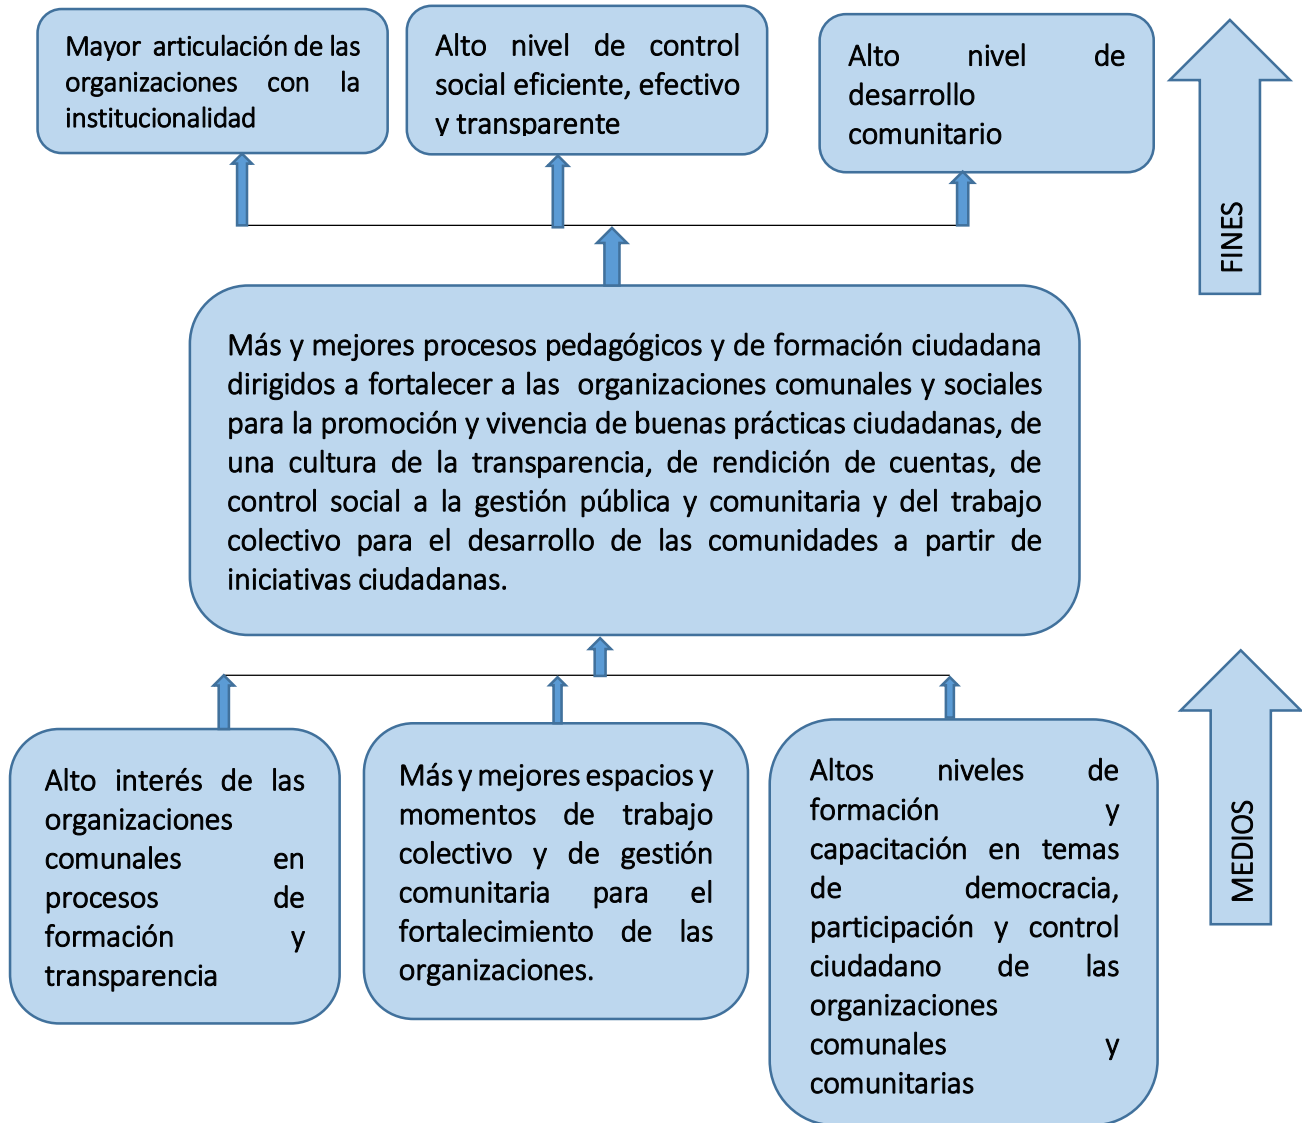 Mayor articulación de las
organizaciones con la
institucionalidad
Alto nivel de control
social eficiente, efectivo
y transparente
Alto nivel de
desarrollo
comunitario
FINES
Más y mejores procesos pedagógicos y de formación ciudadana
dirigidos a fortalecer a las organizaciones comunales y sociales
para la promoción y vivencia de buenas prácticas ciudadanas, de
una cultura de la transparencia, de rendición de cuentas, de
control social a la gestión pública y comunitaria y del trabajo
colectivo para el desarrollo de las comunidades a partir de
iniciativas ciudadanas.
Alto interés de las
organizaciones
comunales en
procesos de
formación y
transparencia
Más y mejores espacios y
momentos de trabajo
colectivo y de gestión
comunitaria para el
fortalecimiento de las
organizaciones.
Altos niveles de
formación y
capacitación en temas
de democracia,
participación y control
ciudadano de las
organizaciones
comunales y
comunitarias
MEDIOS